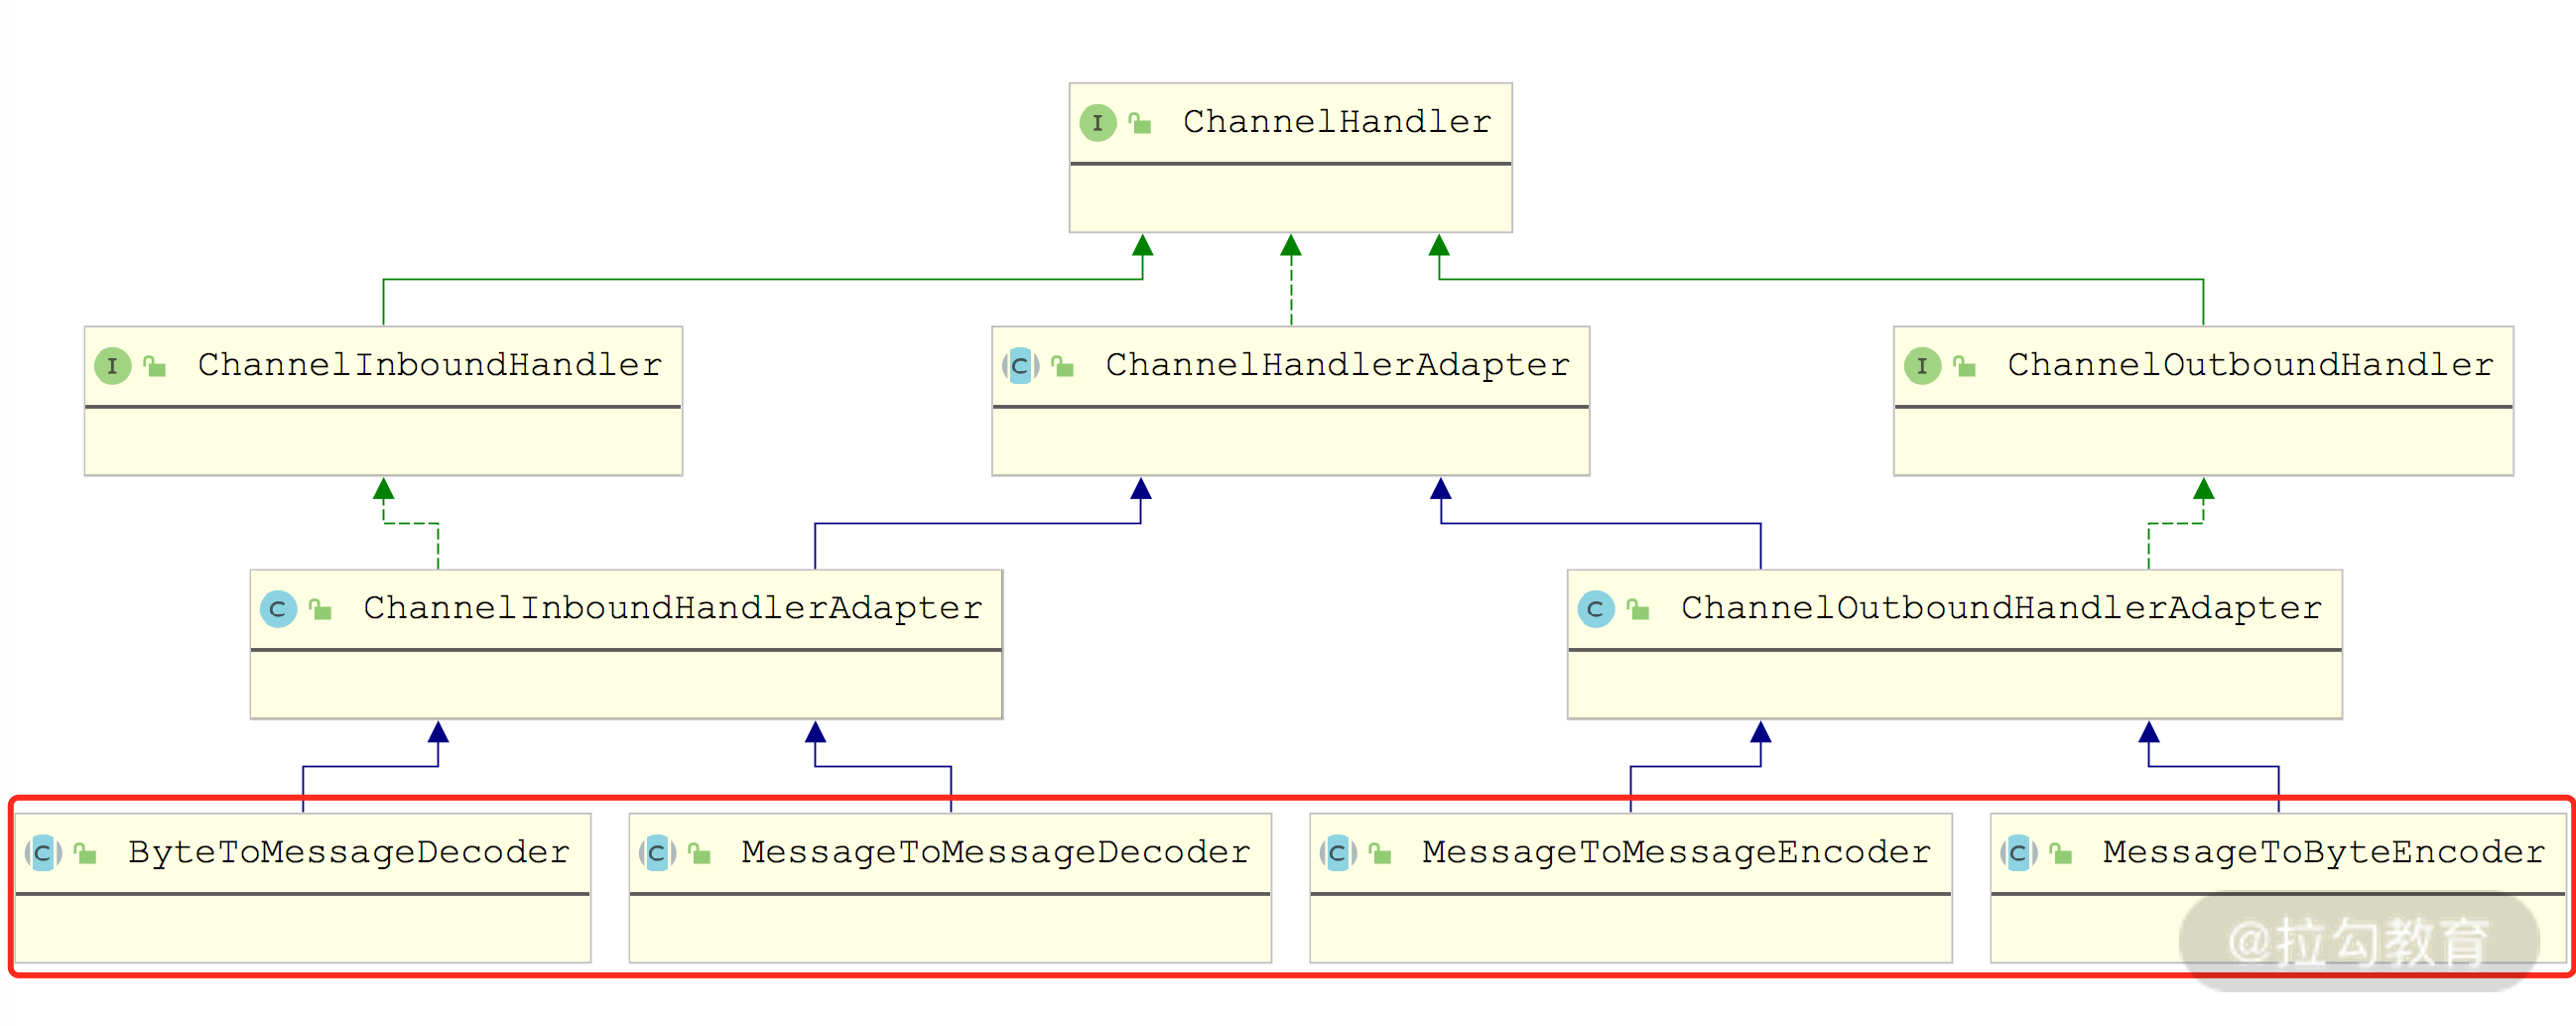 I ChannelHandler
I ChannelInboundHandler
C ChannelHandlerAdapter
I ChannelOutboundHandler
C ChannelInboundHandlerAdapter
C ChannelOutboundHandlerAdapter
C ByteToMessageDecoder
C MessageToMessageDecoder
C MessageToMessageEncoder
C MessageToByteEncoder
@拉勾教育